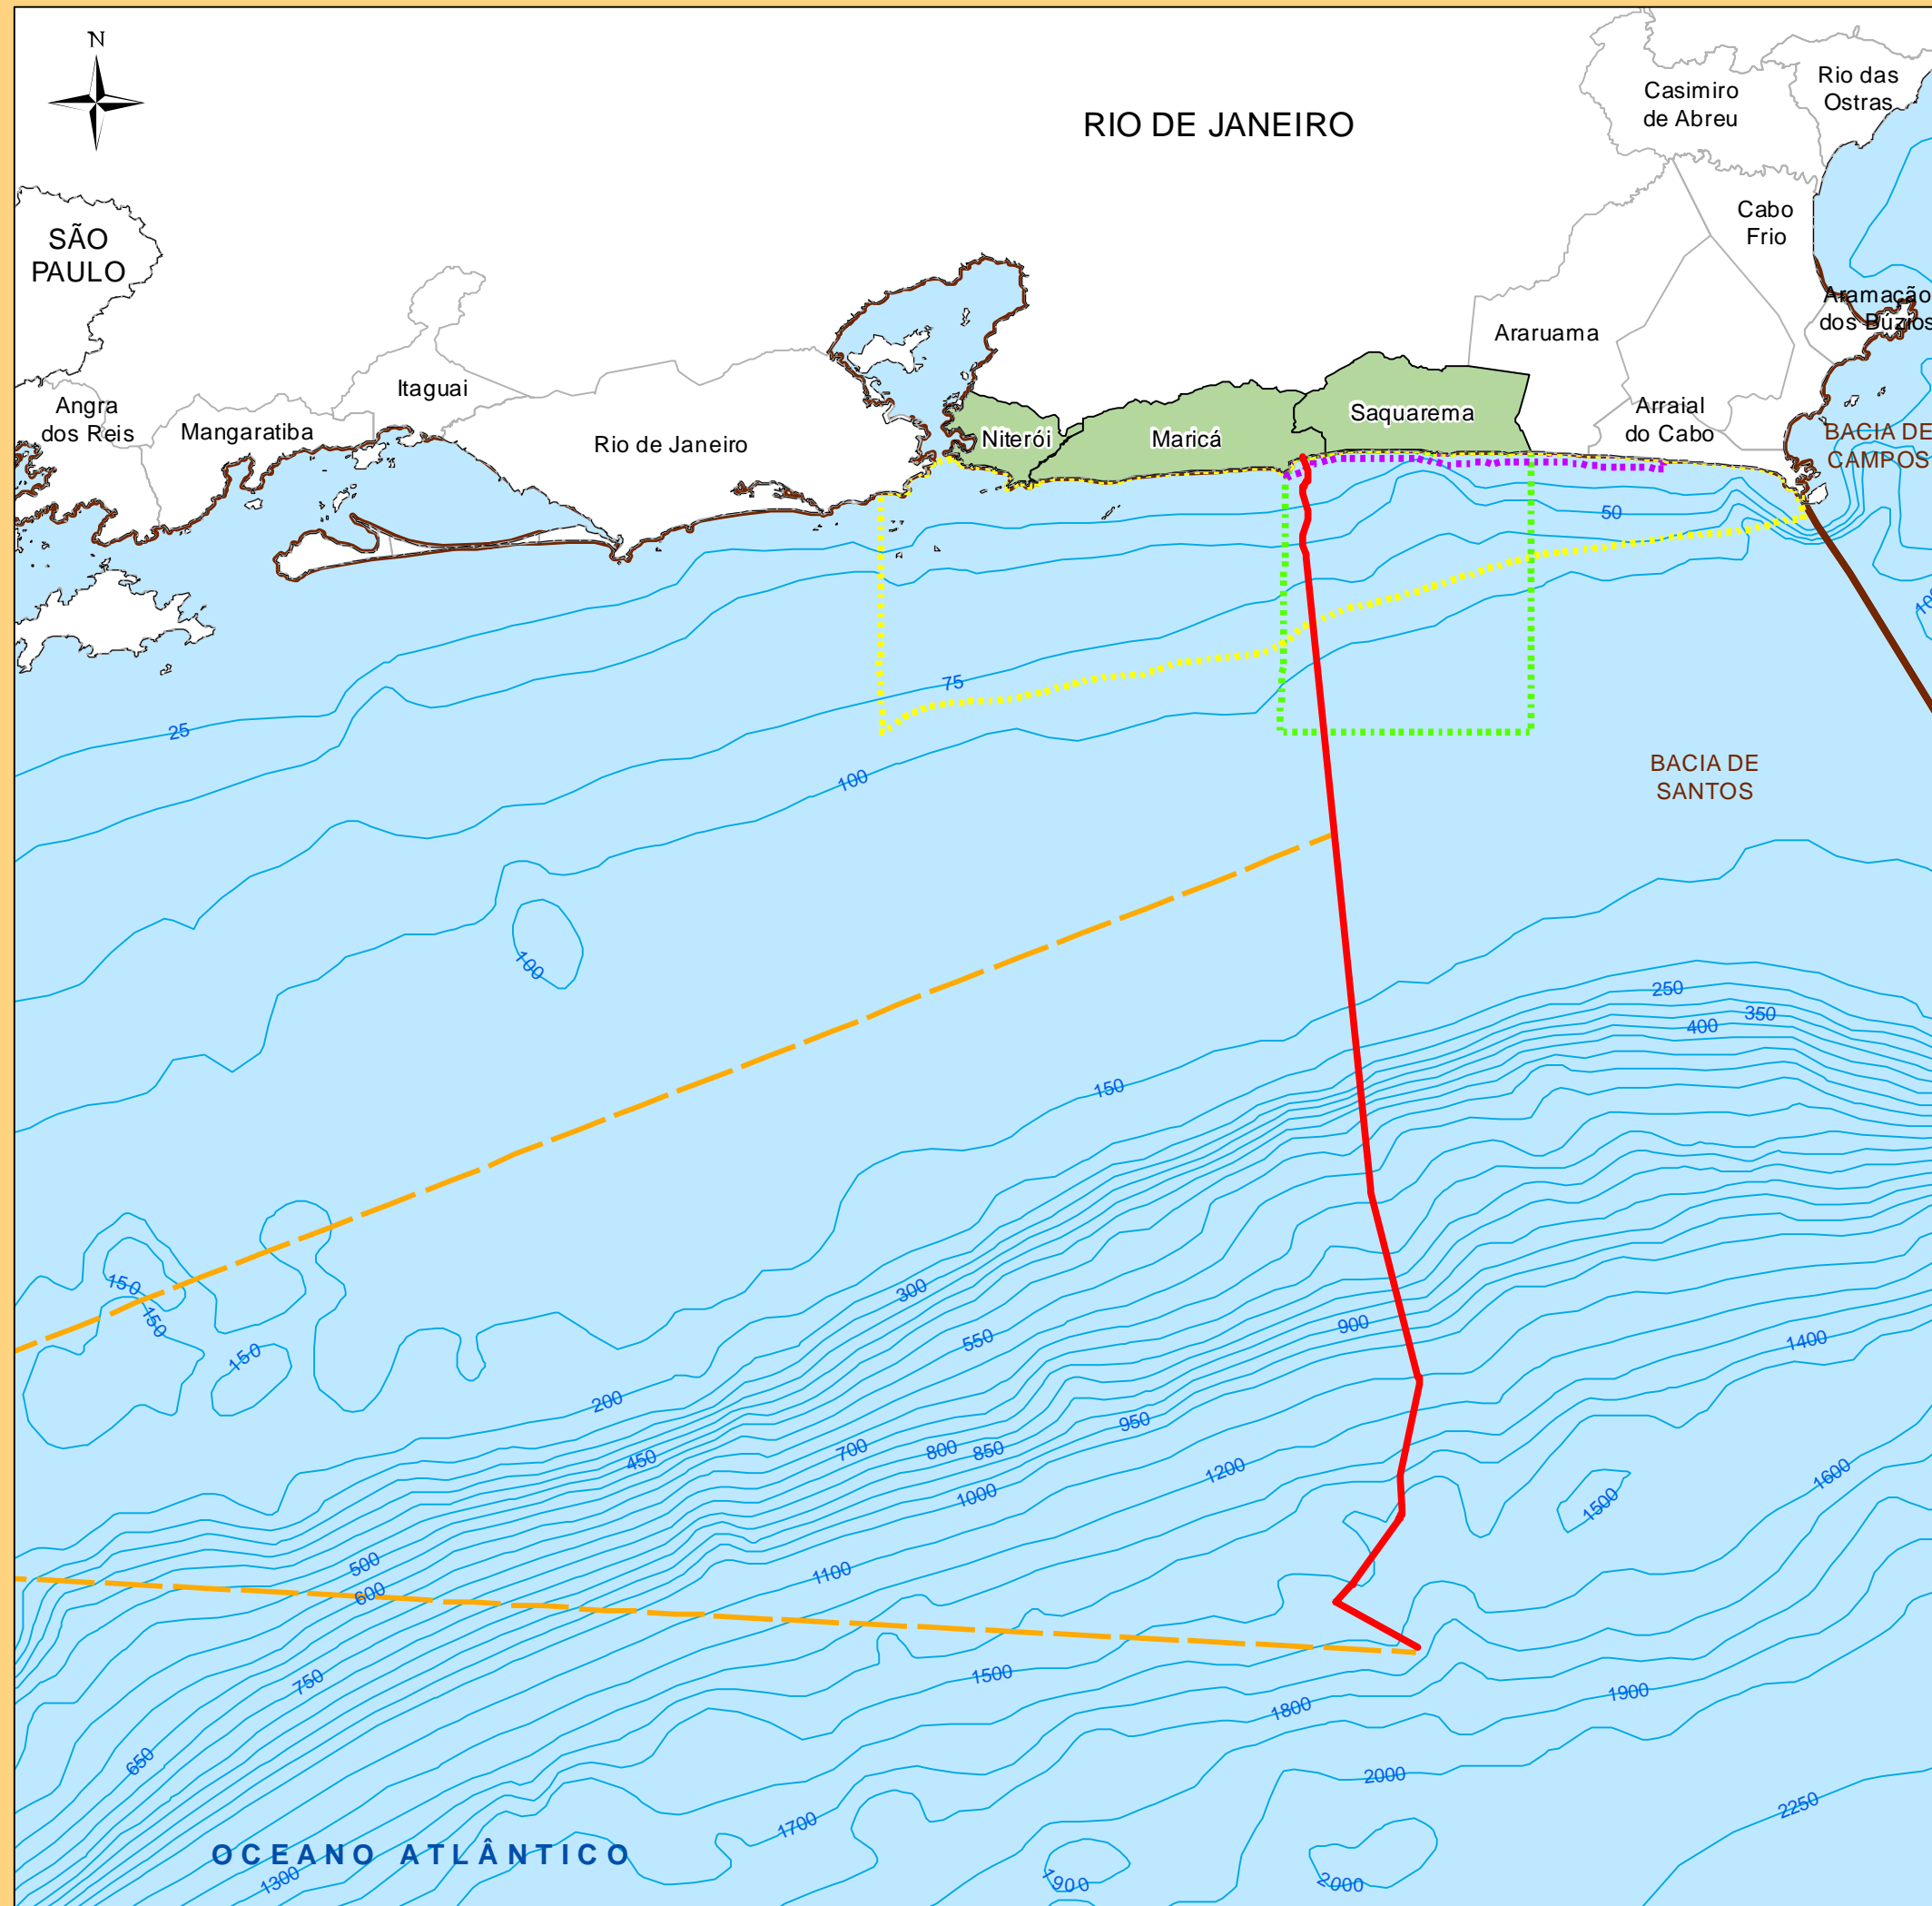 N
RIO DE JANEIRO
Casimiro
de Abreu
Rio das
Ostras
SÃO
PAULO
Cabo
Frio
Aramação
dos Búzios
Araruama
Itaguai
Angra
dos Reis
Mangaratiba
Rio de Janeiro
Niterói
Maricá
Saquarema
Arraial
do Cabo
BACIA DE
CAMPOS
50
75
25
100
BACIA DE
SANTOS
100
250
350
400
150
150
150
150
300
550
900
1400
200
450
700
800
850
950
1000
1200
1500
1600
500
600
1100
750
1500
1800
1900
650
2000
2250
1700
OCEANO ATLÂNTICO
1300
1900
2000